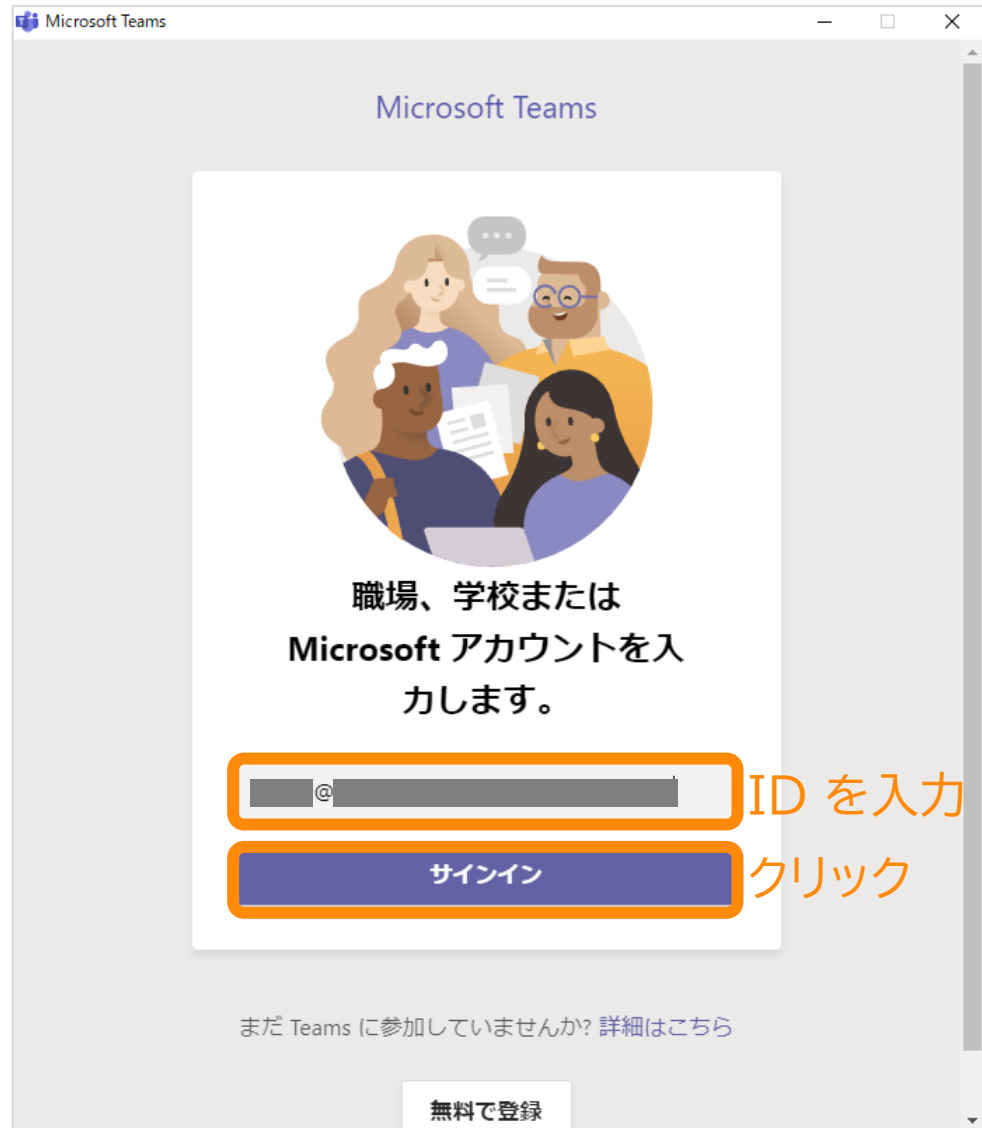 Microsoft Teams
Microsoft Teams
職場、学校または
Microsoft アカウントを入
力します。
@
ID を入力
サインイン
クリック
まだ Teams に参加していませんか? 詳細はこちら
無料で登録